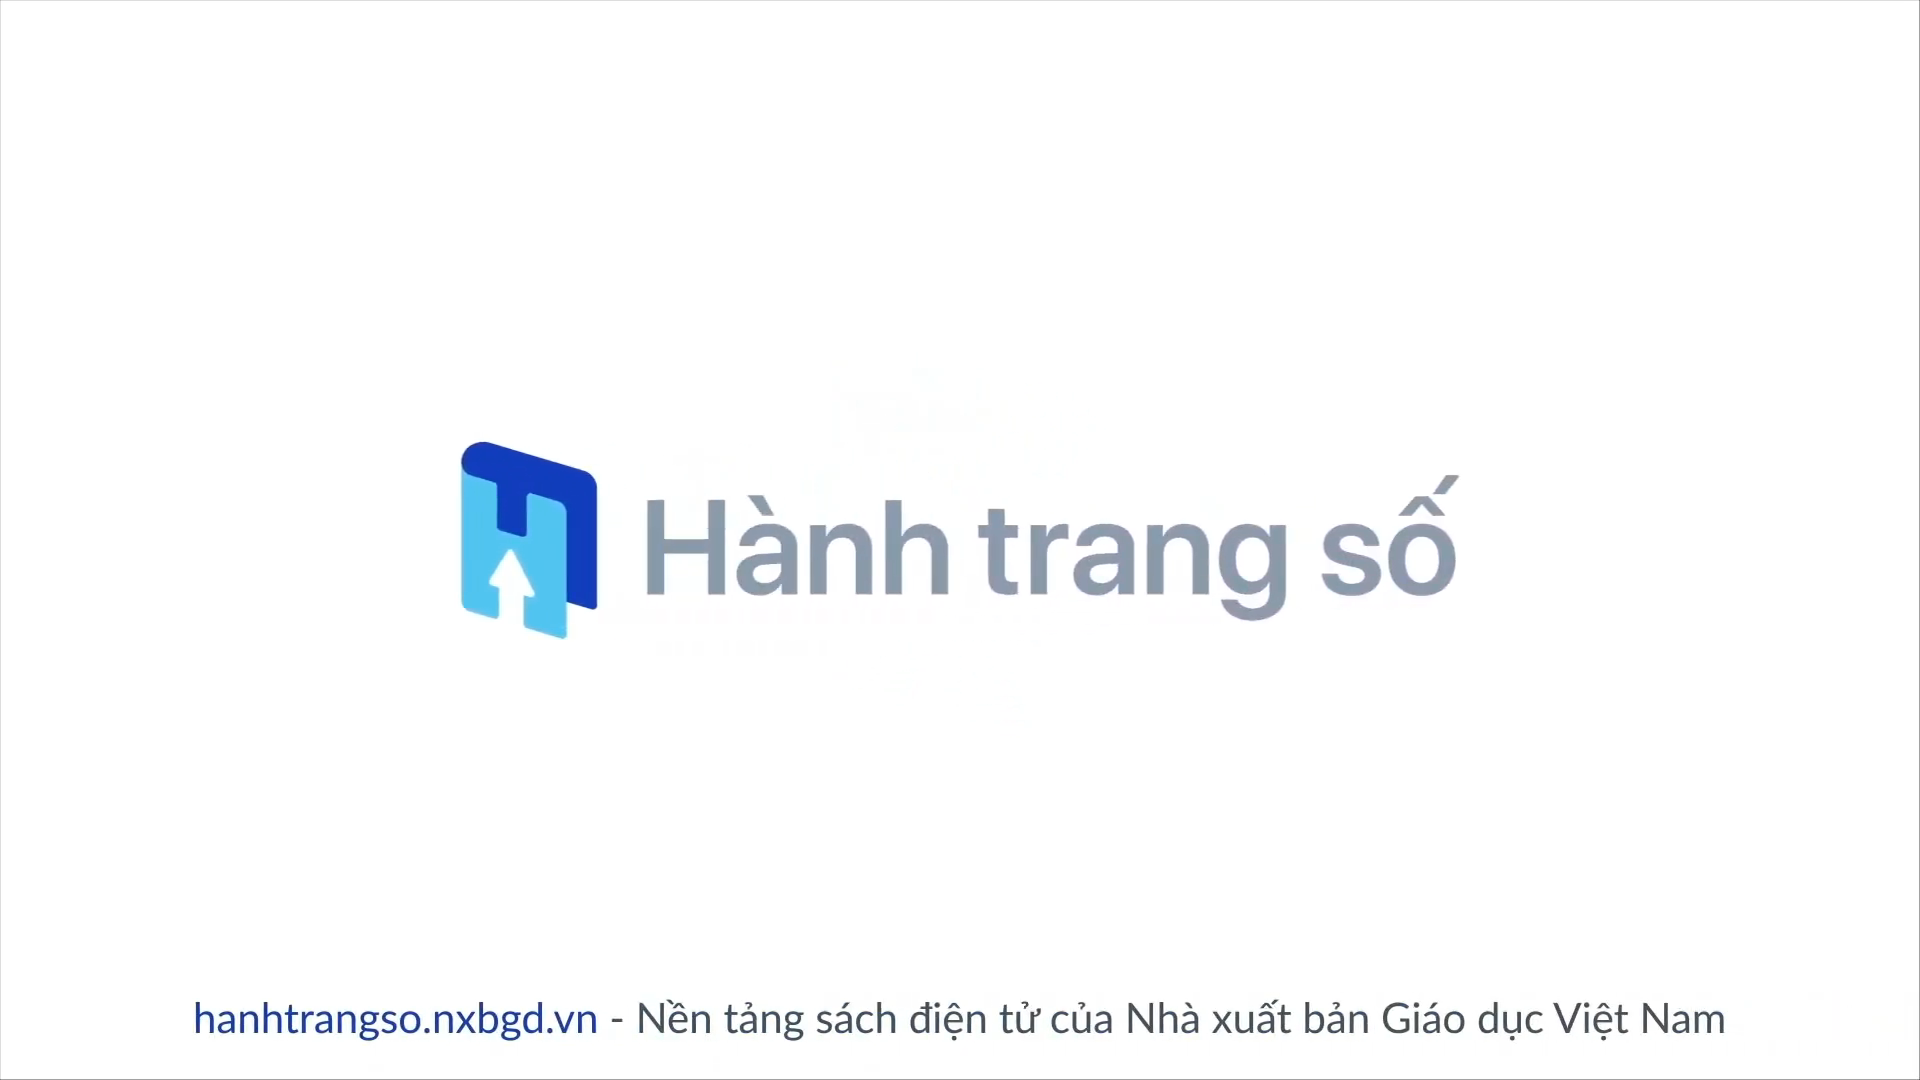 Hành trang số
hanhtrangso.nxbgd.vn - Nền tảng sách điện tử của Nhà xuất bản Giáo dục Việt Nam